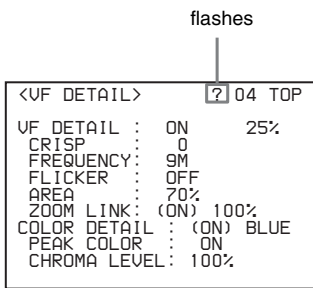 flashes
<VF DETAIL> ? 04 TOP
VF DETAIL : ON 25%
CRISP : 0
FREQUENCY: 9M
FLICKER : OFF
AREA : 70%
ZOOM LINK: (ON) 100%
COLOR DETAIL : (ON) BLUE
PEAK COLOR : ON
CHROMA LEVEL: 100%